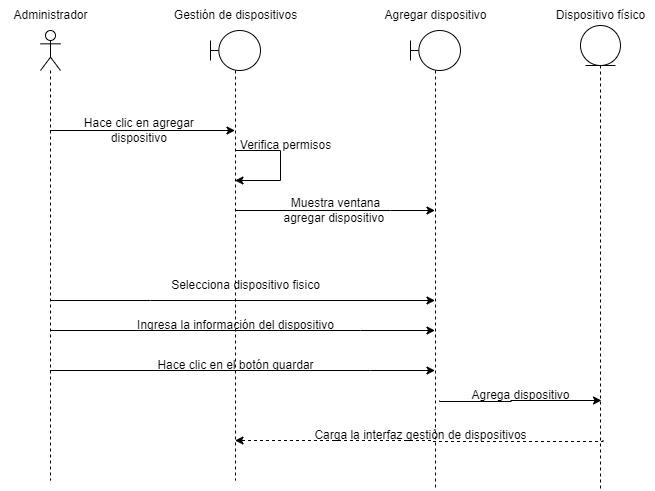 Administrador
Gestión de dispositivos
Agregar dispositivo
Dispositivo físico
Hace clic en agregar
dispositivo
Verifica permisos
Muestra ventana
agregar dispositivo
Selecciona dispositivo fisico
Ingresa la información del dispositivo
Hace clic en el botón guardar
Agrega dispositivo
Carga la interfaz gestión de dispositivos